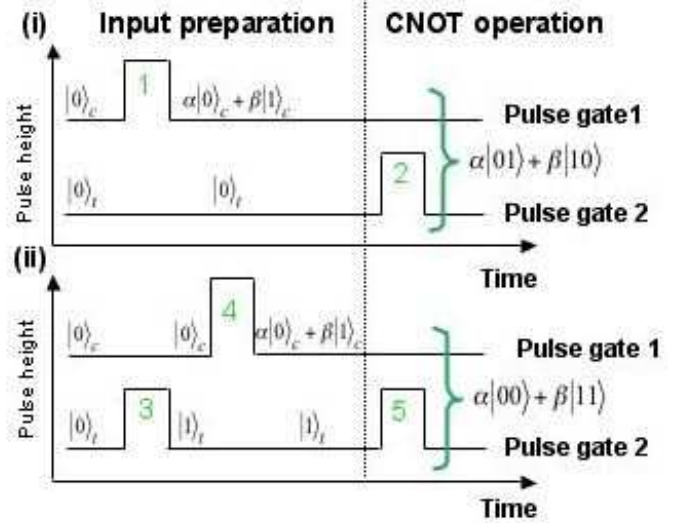 (i) Input preparation CNOT operation
Pulse height
|0⟩c 1 α|0⟩c + β|1⟩c
Pulse gate1
|0⟩t |0⟩t 2
α|01⟩ + β|10⟩
Pulse gate 2
Time
(ii)
Pulse height
|0⟩c |0⟩c 4 α|0⟩c + β|1⟩c
Pulse gate 1
|0⟩t 3 |1⟩t |1⟩t 5
α|00⟩ + β|11⟩
Pulse gate 2
Time